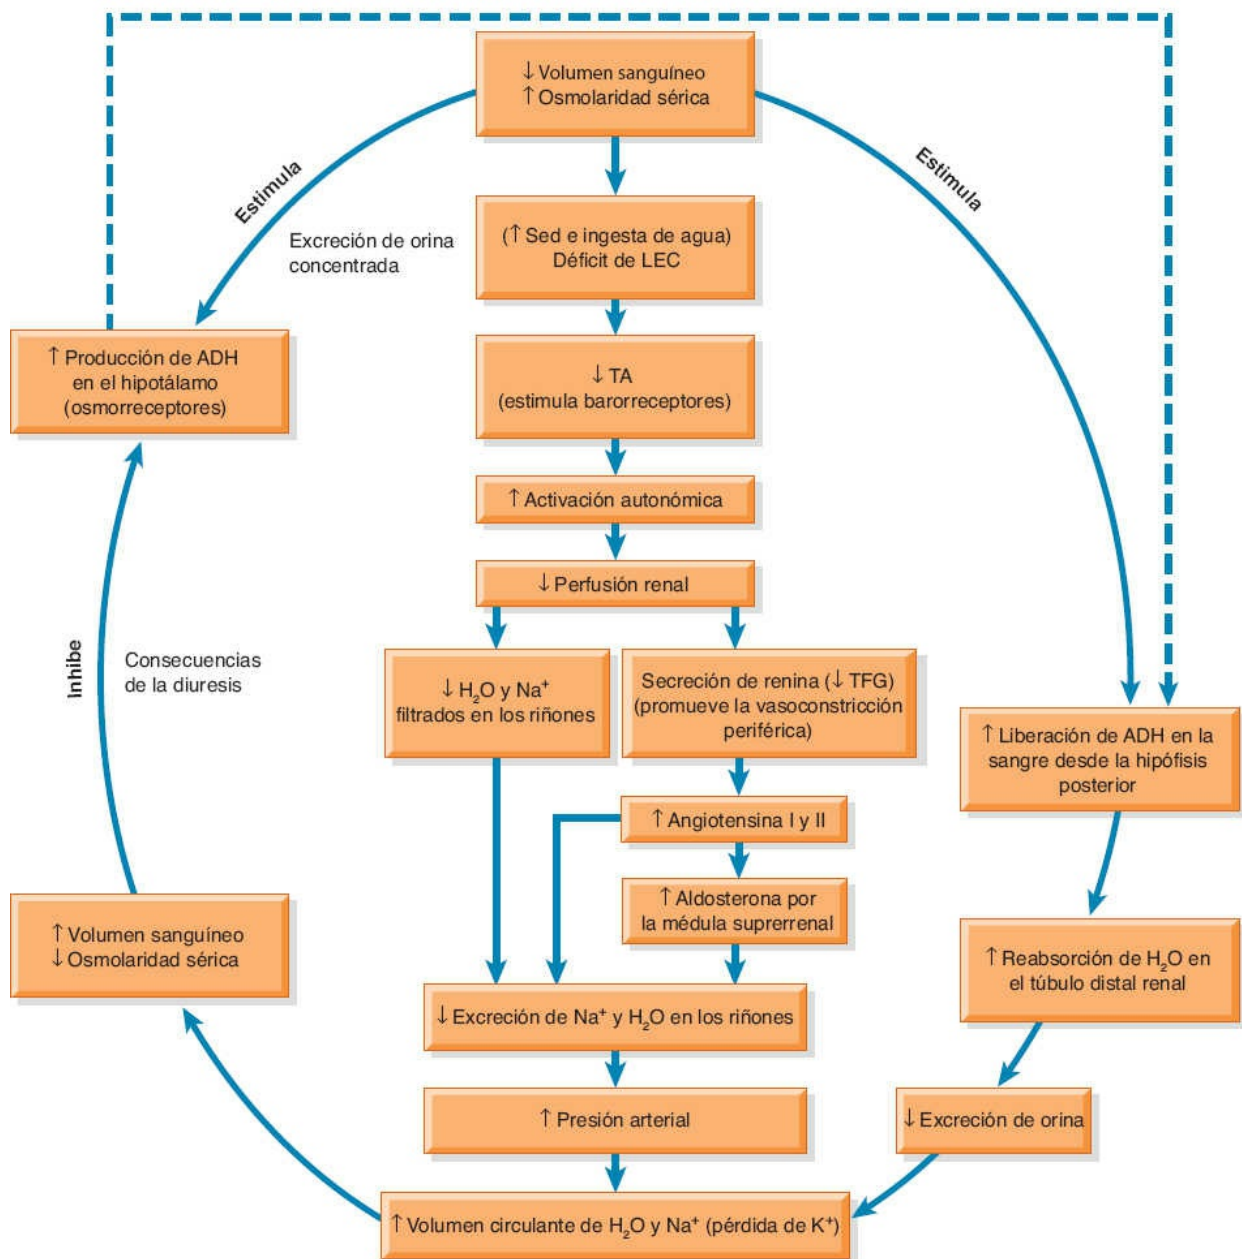 ↓ Volumen sanguíneo
↑ Osmolaridad sérica
Estimula
Estimula
Excreción de orina
concentrada
(↑ Sed e ingesta de agua)
Déficit de LEC
↑ Producción de ADH
en el hipotálamo
(osmorreceptores)
↓ TA
(estimula barorreceptores)
↑ Activación autonómica
↓ Perfusión renal
Inhibe
Consecuencias
de la diuresis
↓ H₂O y Na⁺
filtrados en los riñones
Secreción de renina (↓ TFG)
(promueve la vasoconstricción
periférica)
↑ Liberación de ADH en la
sangre desde la hipófisis
posterior
↑ Angiotensina I y II
↑ Aldosterona por
la médula suprerrenal
↑ Volumen sanguíneo
↓ Osmolaridad sérica
↑ Reabsorción de H₂O en
el túbulo distal renal
↓ Excreción de Na⁺ y H₂O en los riñones
↑ Presión arterial
↓ Excreción de orina
↑ Volumen circulante de H₂O y Na⁺ (pérdida de K⁺)